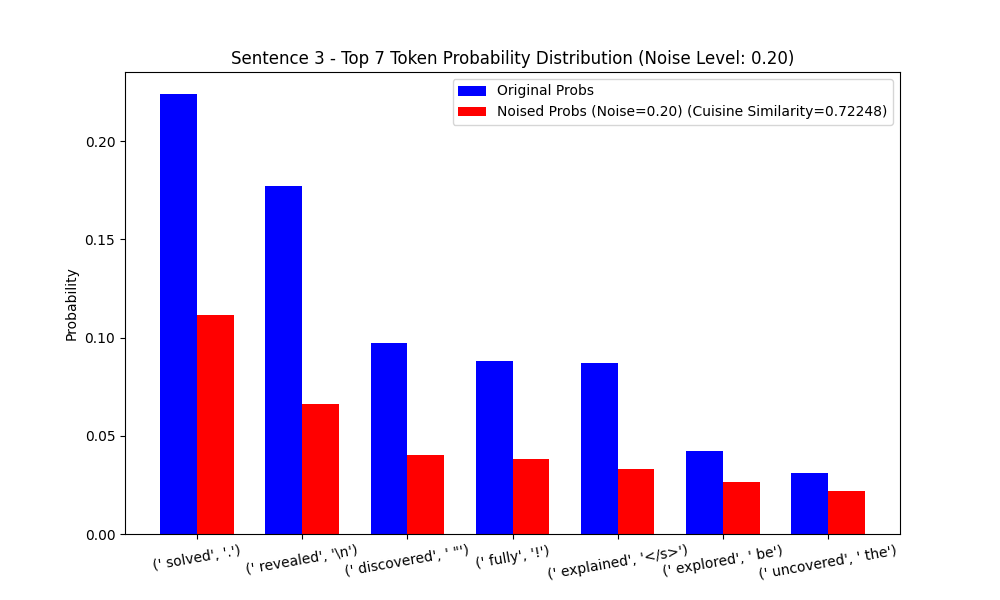 Sentence 3 - Top 7 Token Probability Distribution (Noise Level: 0.20)
Original Probs
Noised Probs (Noise=0.20) (Cuisine Similarity=0.72248)
Probability
0.20
0.15
0.10
0.05
0.00
(' solved', '.')
(' revealed', '\n')
(' discovered', ' "')
(' fully', '!')
(' explained', '</s>')
(' explored', ' be')
(' uncovered', ' the')